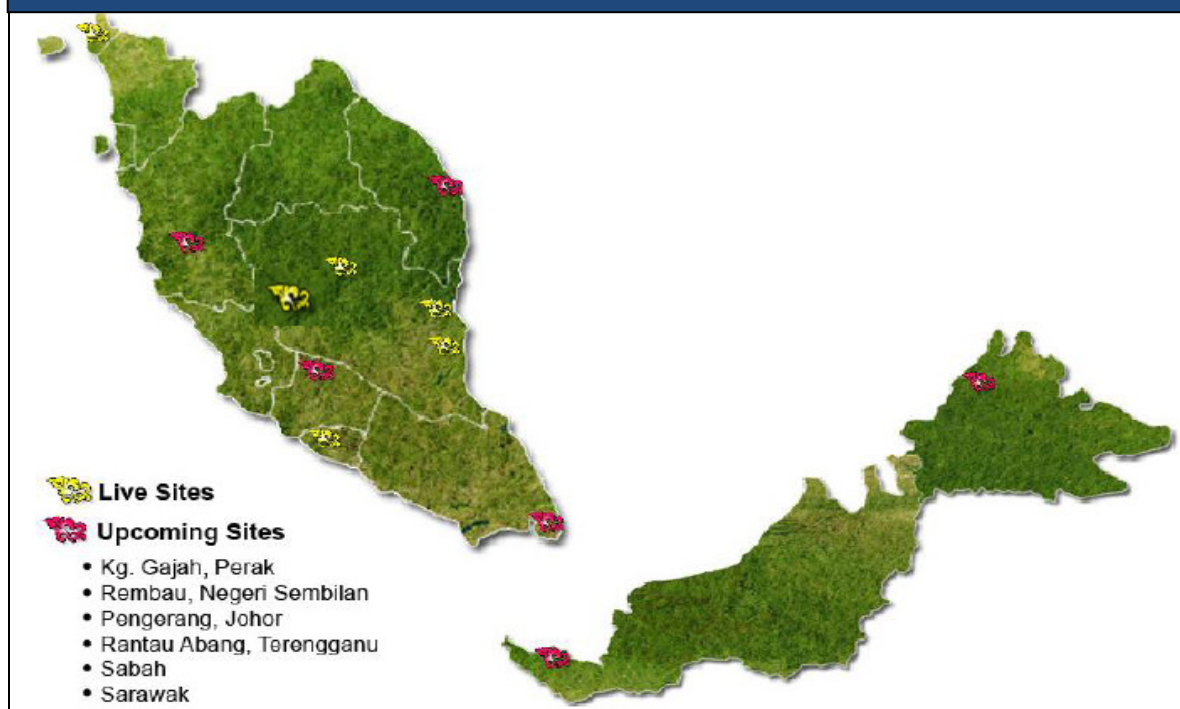 Live Sites
Upcoming Sites
• Kg. Gajah, Perak
• Rembau, Negeri Sembilan
• Pengerang, Johor
• Rantau Abang, Terengganu
• Sabah
• Sarawak